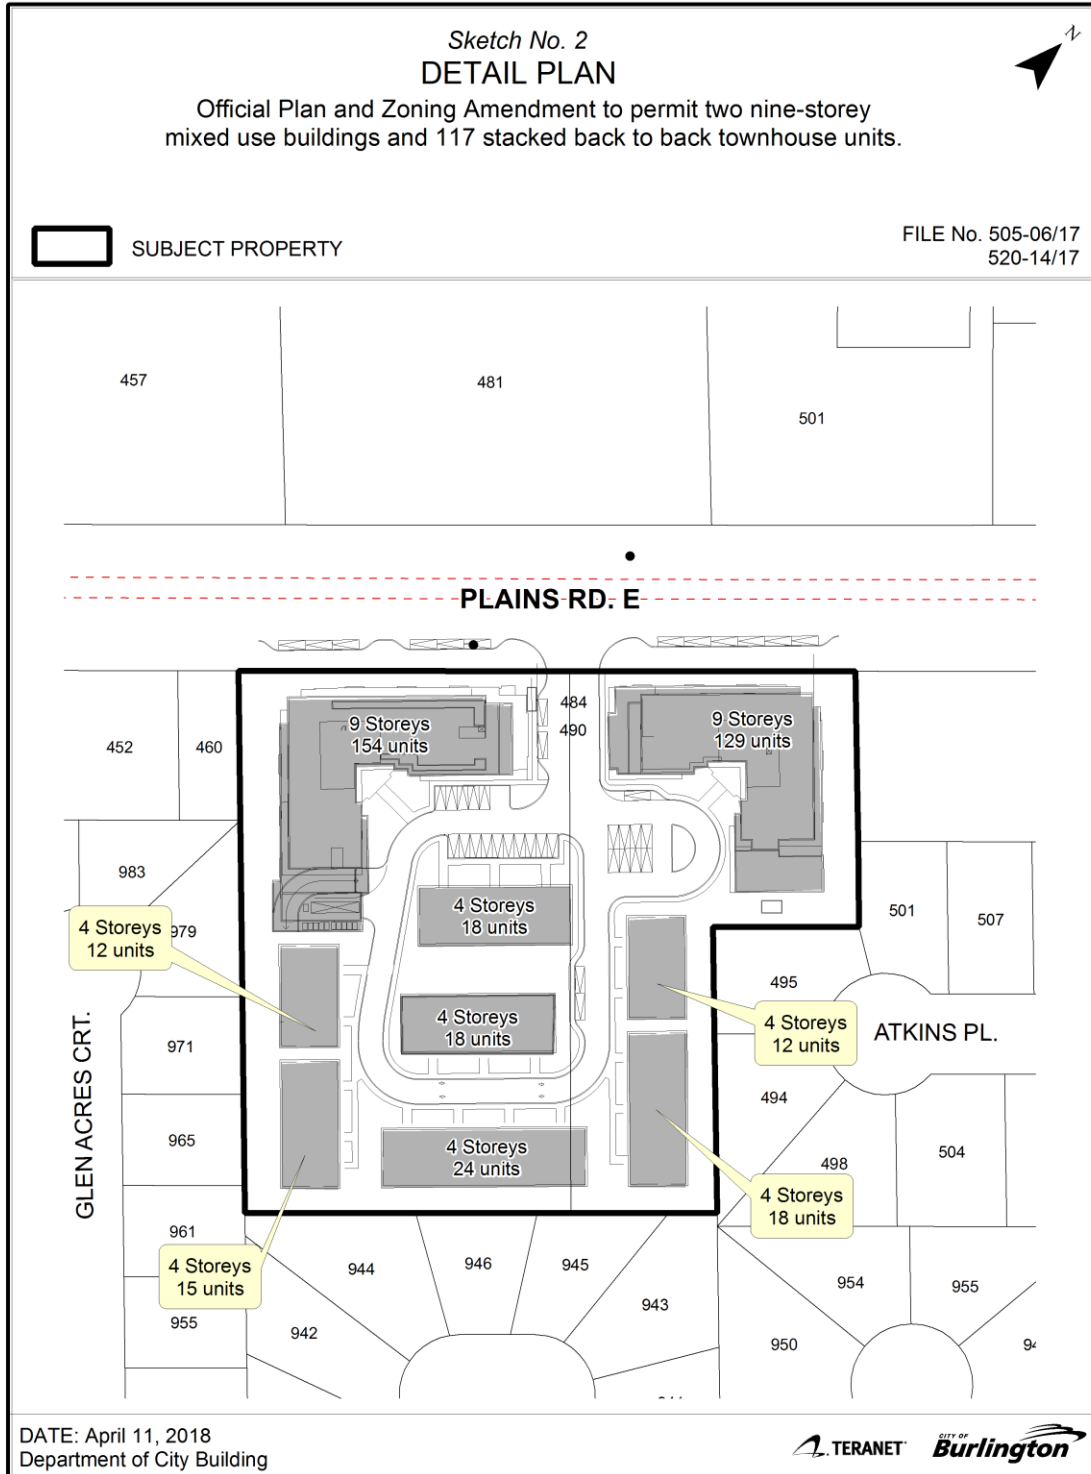 Sketch No. 2
DETAIL PLAN
Official Plan and Zoning Amendment to permit two nine-storey
mixed use buildings and 117 stacked back to back townhouse units.
N
SUBJECT PROPERTY
FILE No. 505-06/17
520-14/17
457
481
501
PLAINS RD. E
484
490
9 Storeys
154 units
9 Storeys
129 units
452
460
983
979
4 Storeys
12 units
4 Storeys
18 units
501
507
495
4 Storeys
18 units
4 Storeys
12 units
ATKINS PL.
GLEN ACRES CRT.
971
494
965
4 Storeys
24 units
498
504
4 Storeys
18 units
961
4 Storeys
15 units
944
946
945
943
954
955
955
942
950
DATE: April 11, 2018
Department of City Building
TERANET
CITY OF
Burlington